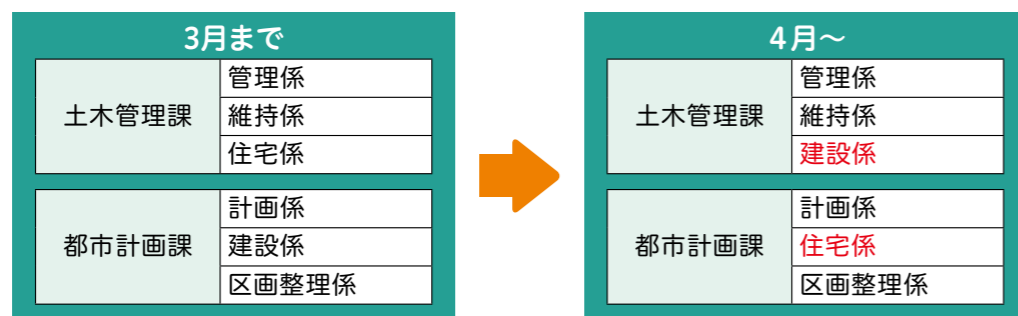 3月まで
土木管理課
管理係
維持係
住宅係
都市計画課
計画係
建設係
区画整理係
4月～
土木管理課
管理係
維持係
建設係
都市計画課
計画係
住宅係
区画整理係